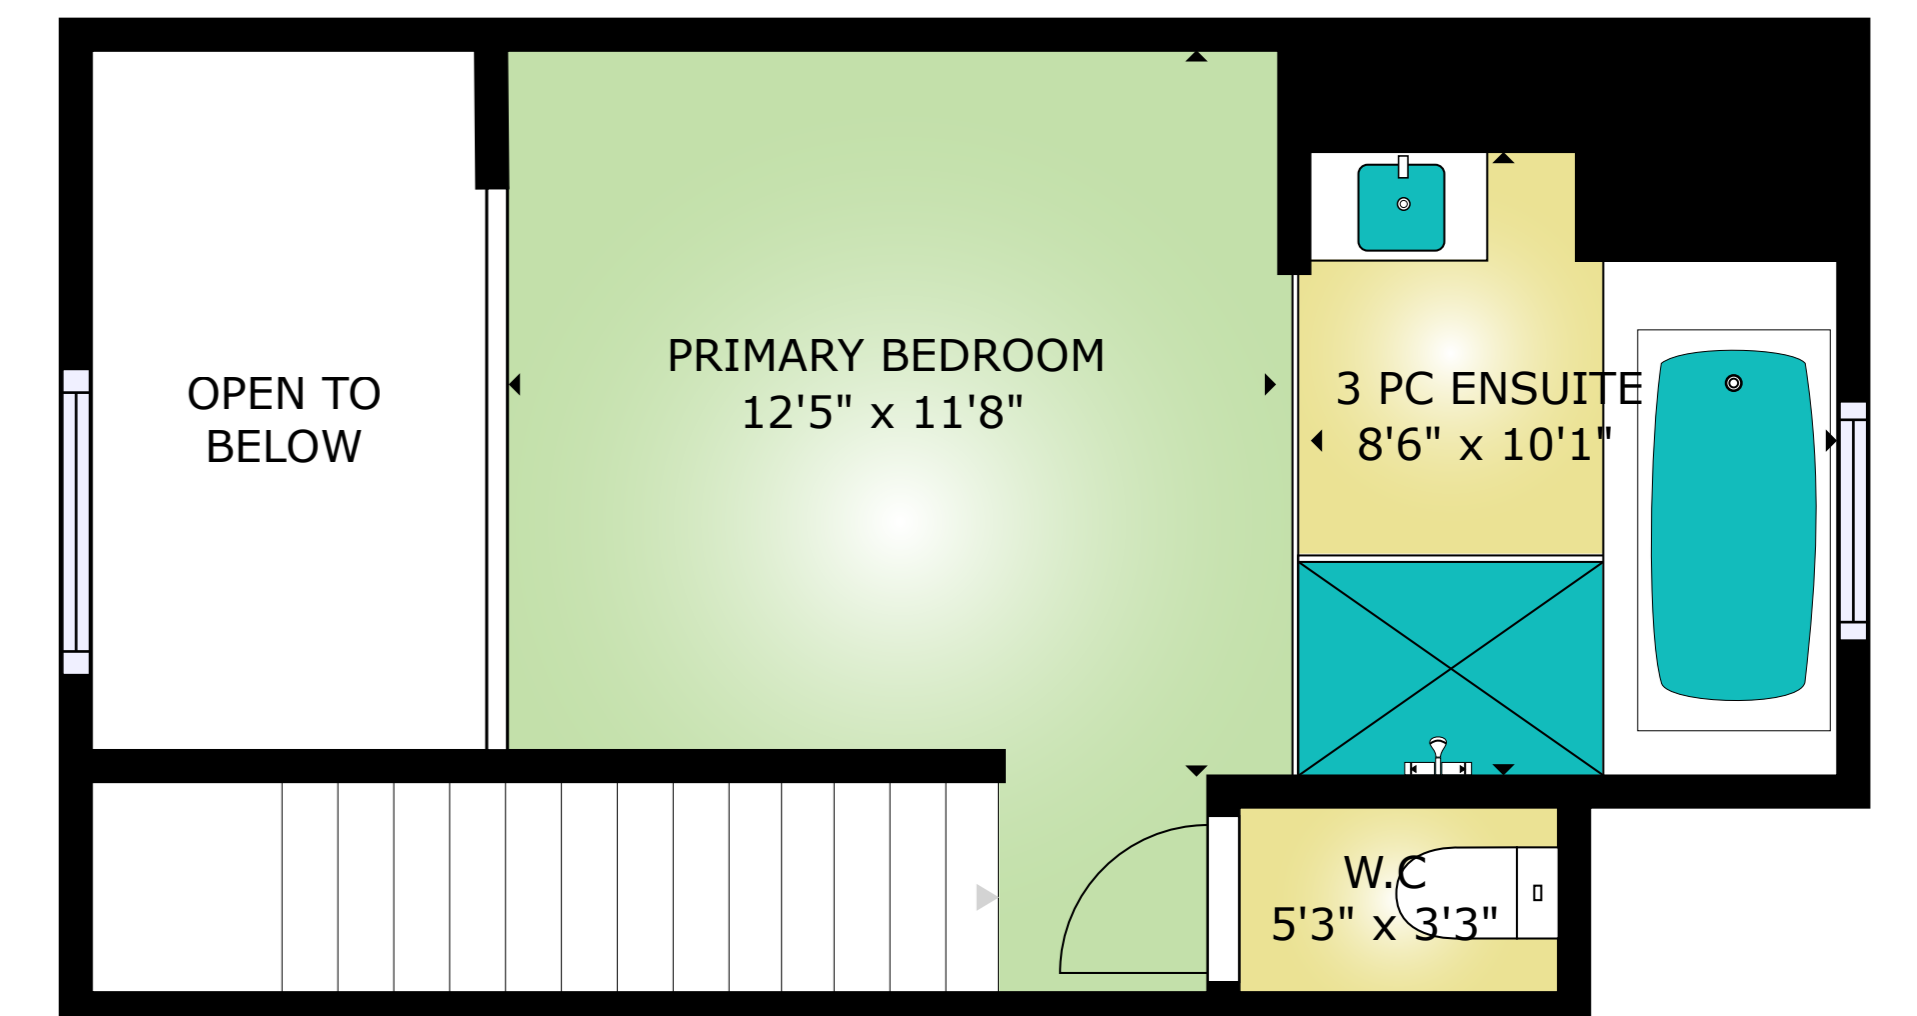 OPEN TO
BELOW
PRIMARY BEDROOM
12'5" x 11'8"
3 PC ENSUITE
8'6" x 10'1"
W.C
5'3" x 3'3"